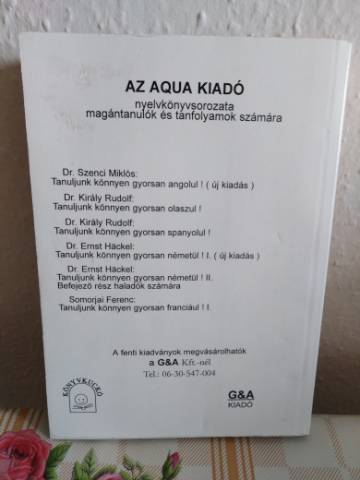 AZ AQUA KIADÓ
nyelvkönyvsorozata
magántanulók és tanfolyamok számára
Dr. Szenci Miklós:
Tanuljunk könnyen gyorsan angolul ! ( új kiadás )
Dr. Király Rudolf:
Tanuljunk könnyen gyorsan olaszul !
Dr. Király Rudolf:
Tanuljunk könnyen gyorsan spanyolul !
Dr. Ernst Häckel:
Tanuljunk könnyen gyorsan németül ! I. ( új kiadás )
Dr. Ernst Häckel:
Tanuljunk könnyen gyorsan németül ! II.
Befejező rész haladók számára
Somorjai Ferenc:
Tanuljunk könnyen gyorsan franciául ! I.
A fenti kiadványok megvásárolhatók
a G&A Kft.-nél
Tel.: 06-30-547-004
KÖNYVKUCKÓ
G&A
KIADÓ